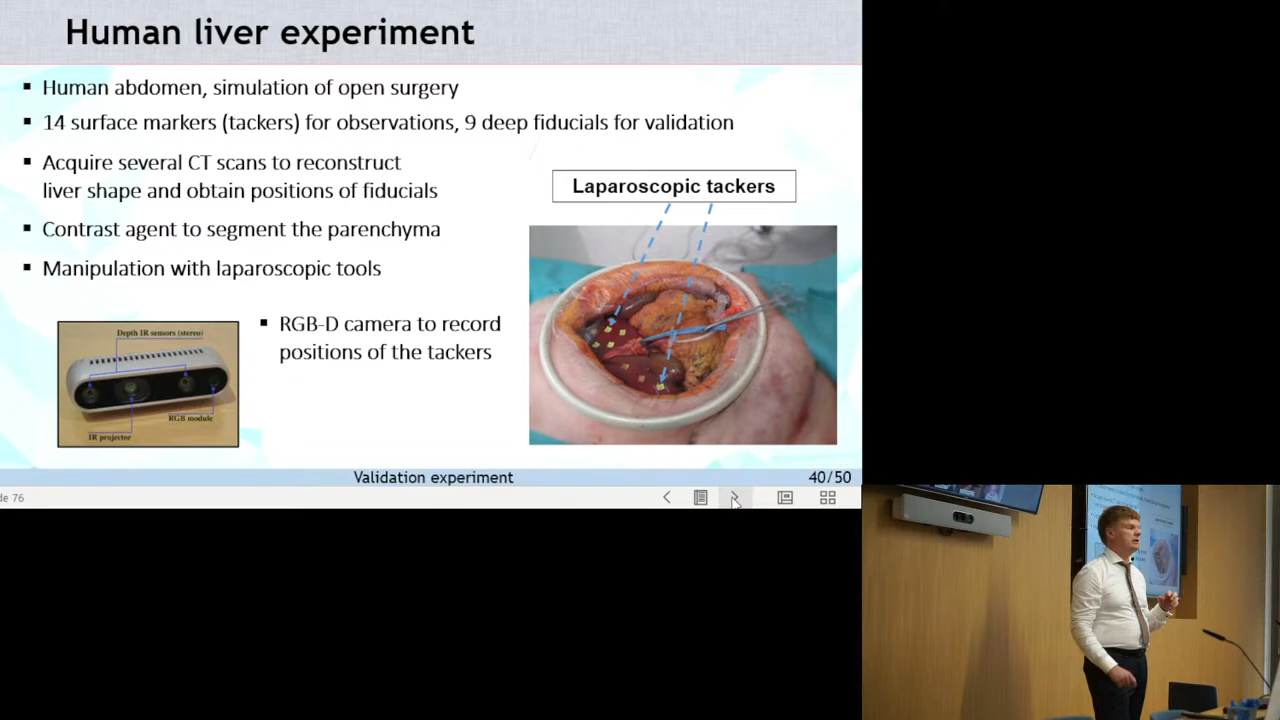 Human liver experiment
▪ Human abdomen, simulation of open surgery
▪ 14 surface markers (tackers) for observations, 9 deep fiducials for validation
▪ Acquire several CT scans to reconstruct
liver shape and obtain positions of fiducials
▪ Contrast agent to segment the parenchyma
▪ Manipulation with laparoscopic tools
Laparoscopic tackers
▪ RGB-D camera to record
positions of the tackers
Depth IR sensors (stereo)
RGB module
IR projector
Validation experiment
40/50
de 76